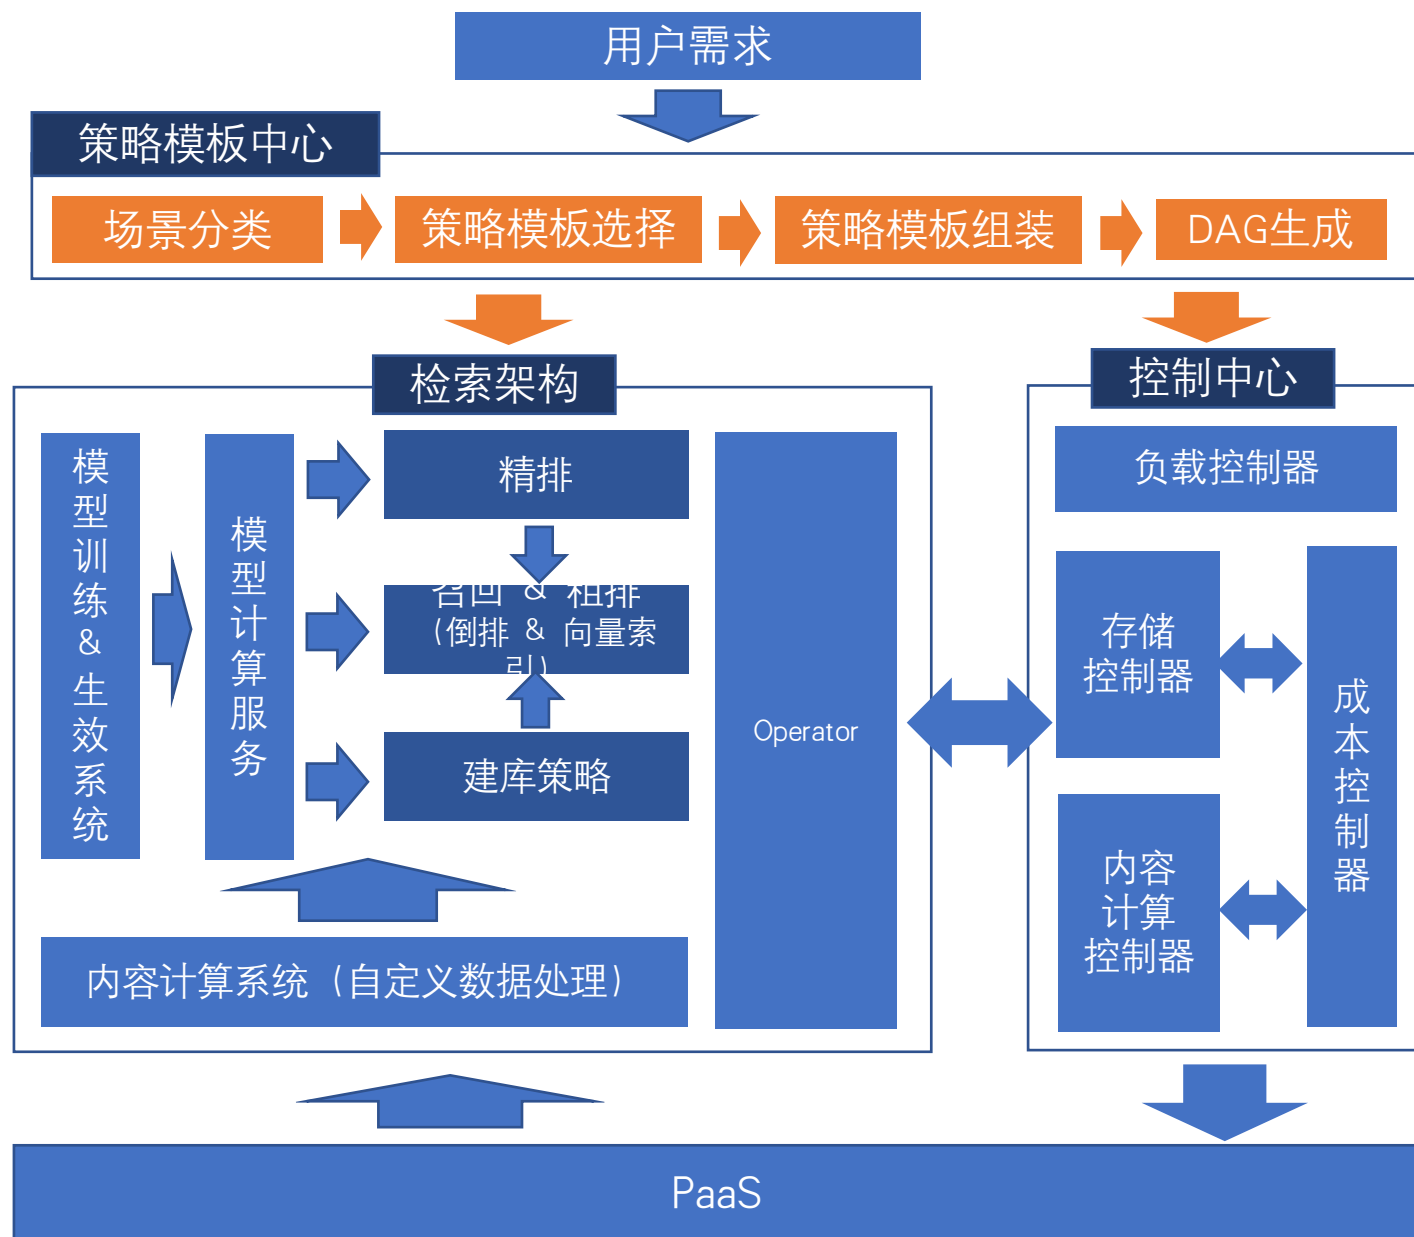 用户需求
策略模板中心
场景分类
策略模板选择
策略模板组装
DAG生成
检索架构
控制中心
模型训练&生效系统
模型计算服务
精排
召回 & 粗排
(倒排 & 向量索
引)
建库策略
Operator
内容计算系统（自定义数据处理）
负载控制器
存储
控制器
内容
计算
控制器
成本控制器
PaaS